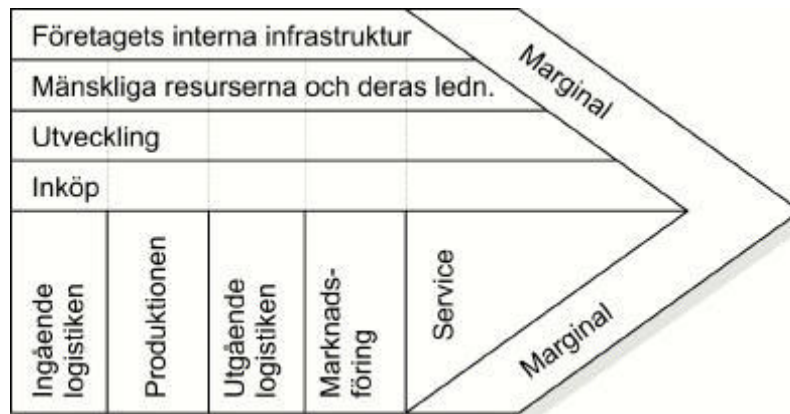 Företagets interna infrastruktur
Mänskliga resurserna och deras ledn.
Utveckling
Inköp
Marginal
Ingående
logistiken
Produktionen
Utgående
logistiken
Marknads-
föring
Service
Marginal